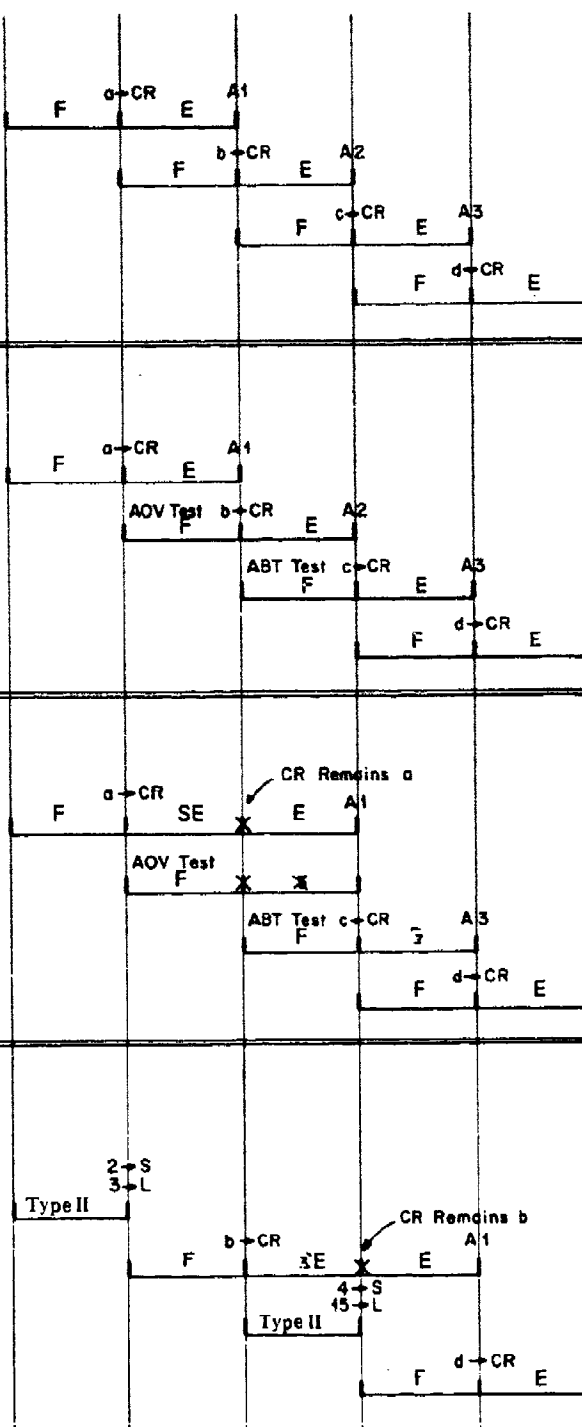 a→CR A1
F E
b→CR A2
F E
c→CR A3
F E
d→CR
F E
a→CR A1
F E
AOV Test b→CR A2
F E
ABT Test c→CR A3
F E
d→CR
F E
CR Remains a
a→CR A1
F SE E
AOV Test
F
ABT Test c→CR A3
F
d→CR
F E
2→S
3→L
Type II
CR Remains b
b→CR A1
F SE E
4→S
15→L
Type II
d→CR
F E